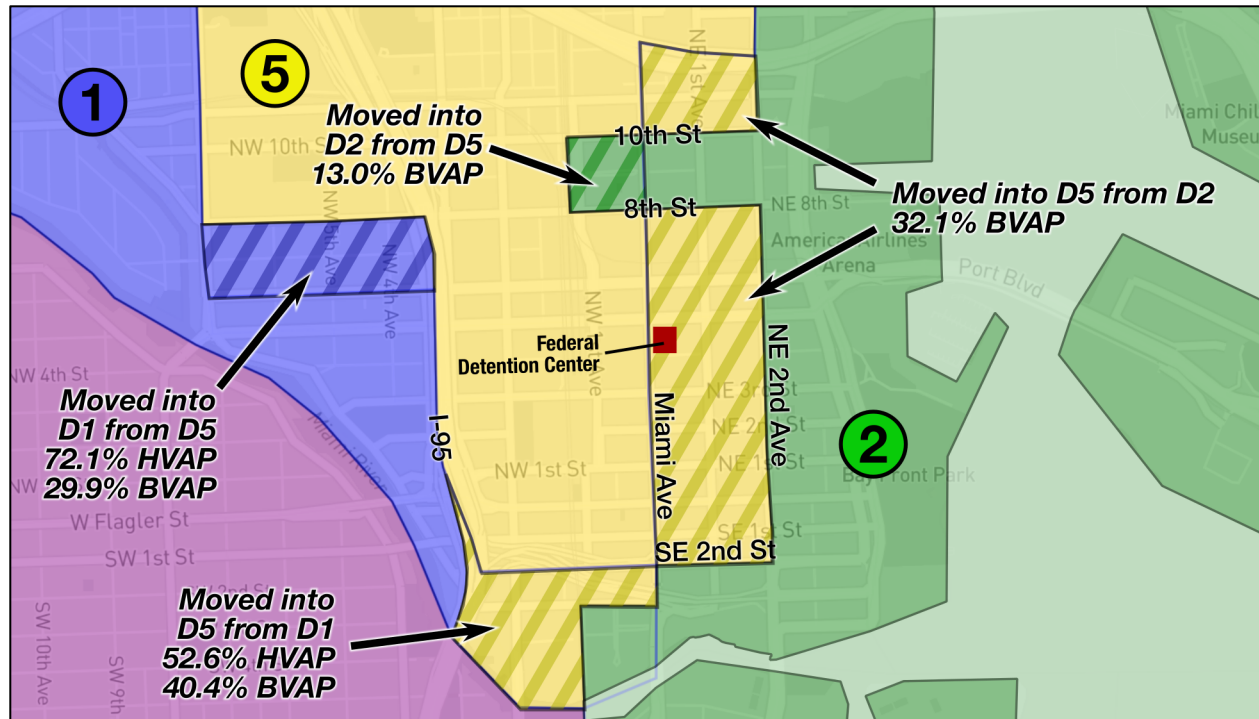 1
5
2
Moved into
D2 from D5
13.0% BVAP
Moved into D5 from D2
32.1% BVAP
Moved into
D1 from D5
72.1% HVAP
29.9% BVAP
Moved into
D5 from D1
52.6% HVAP
40.4% BVAP
Federal
Detention Center
10th St
8th St
I-95
Miami Ave
NE 2nd Ave
SE 2nd St
NE 1st Ave
NW 10th St
NW 5th Ave
NW 4th Ave
NE 8th St
American Airlines
Arena
Port Blvd
Miami Chil
Museu
NW 4th St
Miami River
NW 1st St
NE 3rd St
NE 2nd St
NE 1st St
SE 1st St
Bayfront Park
W Flagler St
SW 1st St
SW 10th Ave
SW 9th